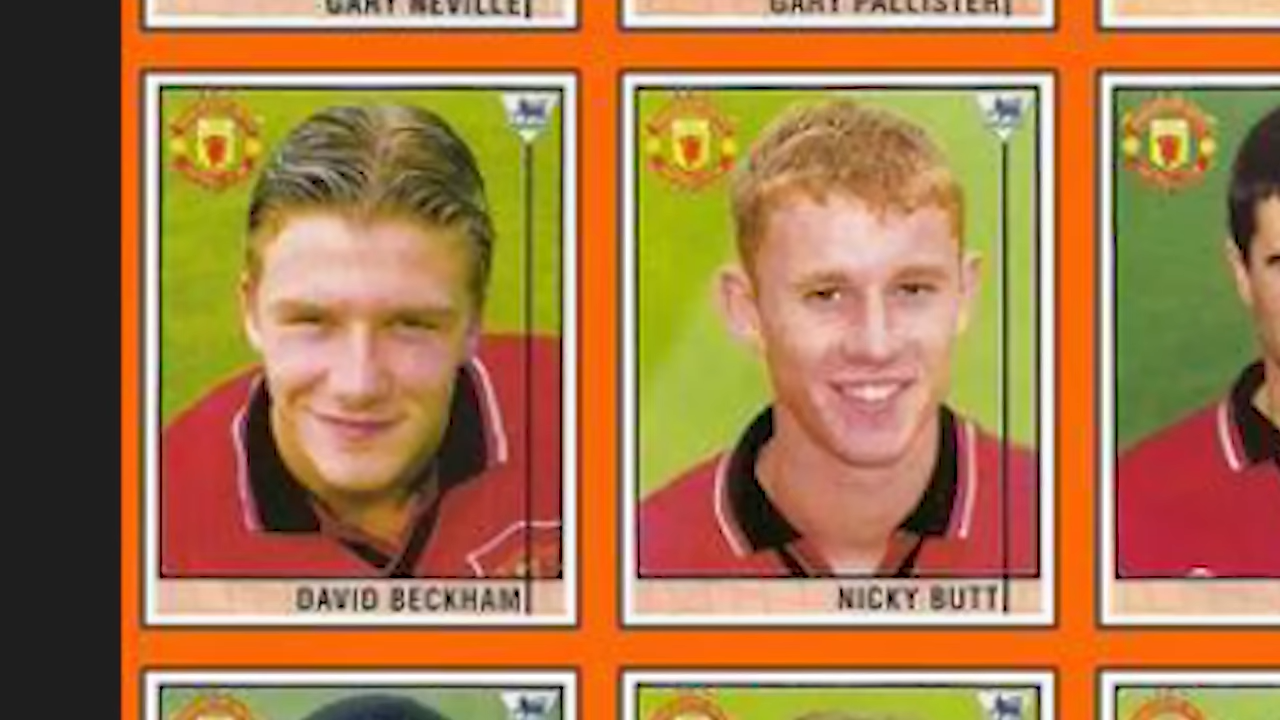 GARY NEVILLE
GARY PALLISTER
DAVID BECKHAM
NICKY BUTT